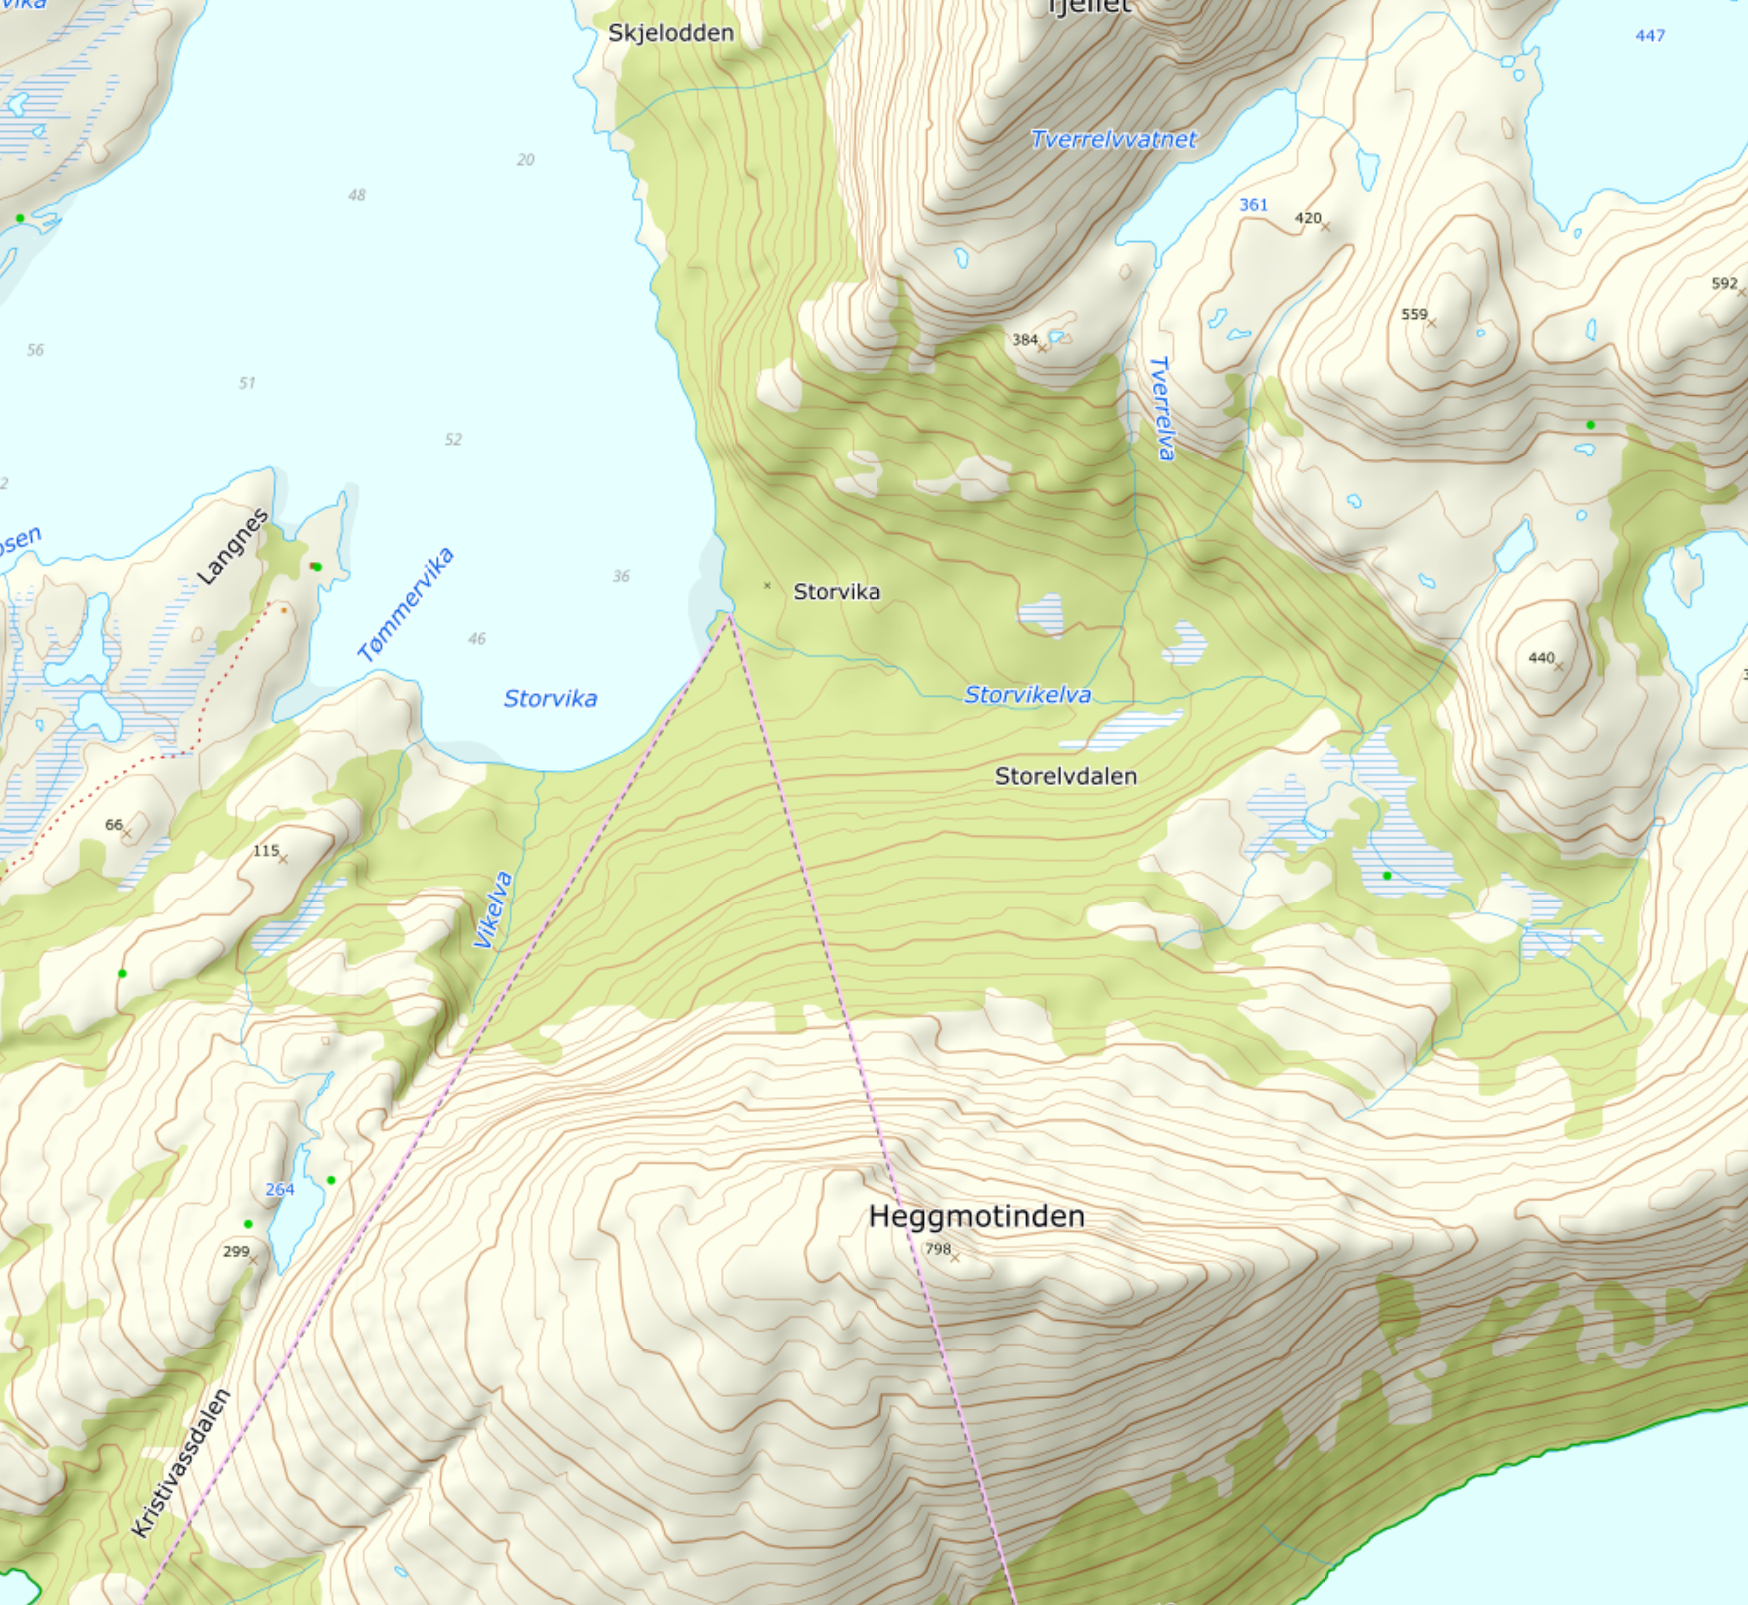 vika
Skjelodden
fjellet
447
20
Tverrelvvatnet
48
361
420
592
559
384
56
51
Tverrelva
52
2
osen
Langnes
Tømmervika
36
Storvika
46
440
3
Storvika
Storvikelva
Storelvdalen
66
115
Vikelva
264
Heggmotinden
299
798
Kristivassdalen